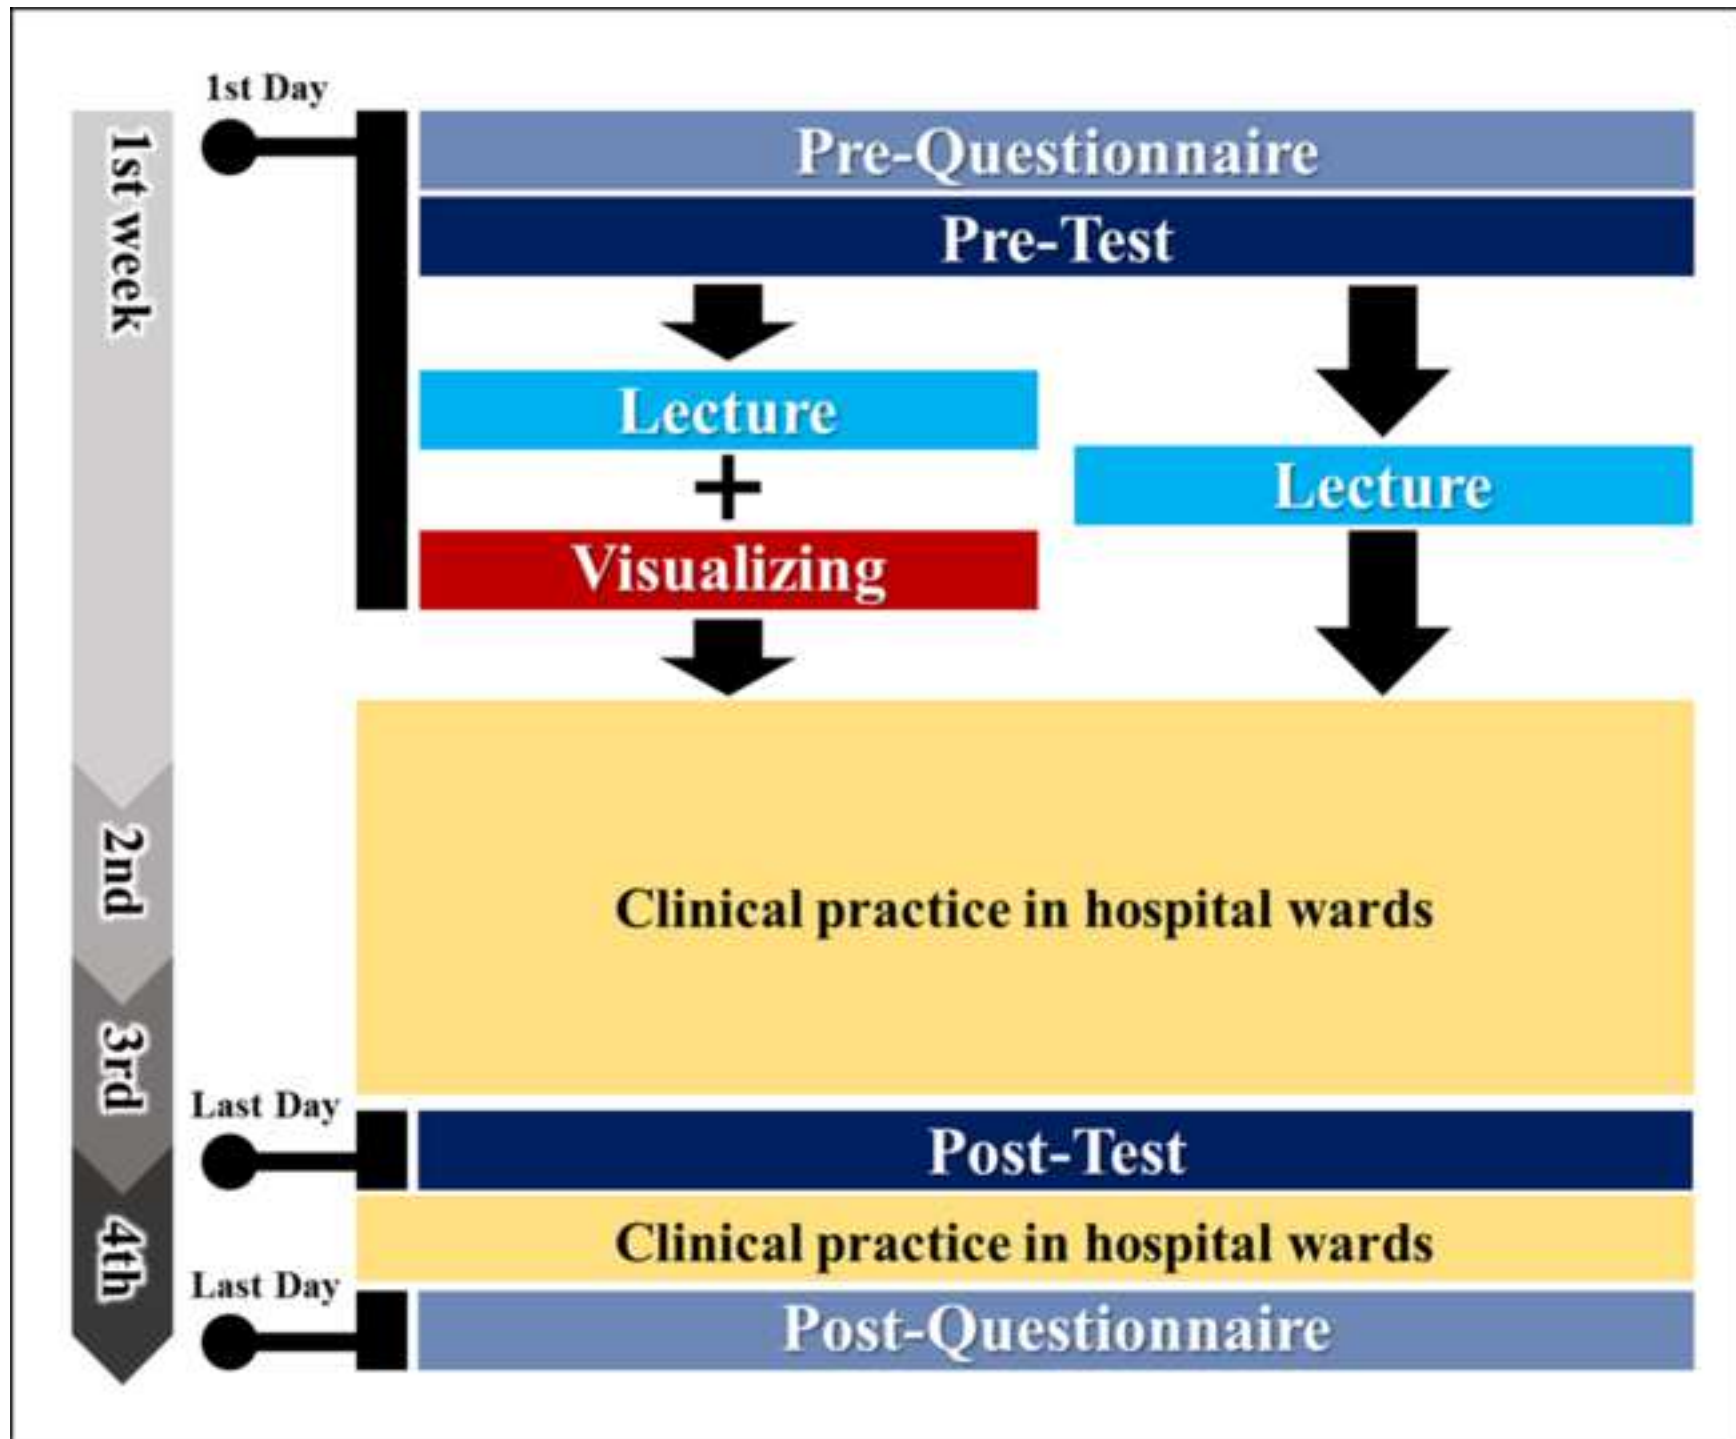 1st Day
1st week
Pre-Questionnaire
Pre-Test
Lecture
+
Lecture
Visualizing
2nd
Clinical practice in hospital wards
3rd
Last Day
Post-Test
4th
Clinical practice in hospital wards
Last Day
Post-Questionnaire